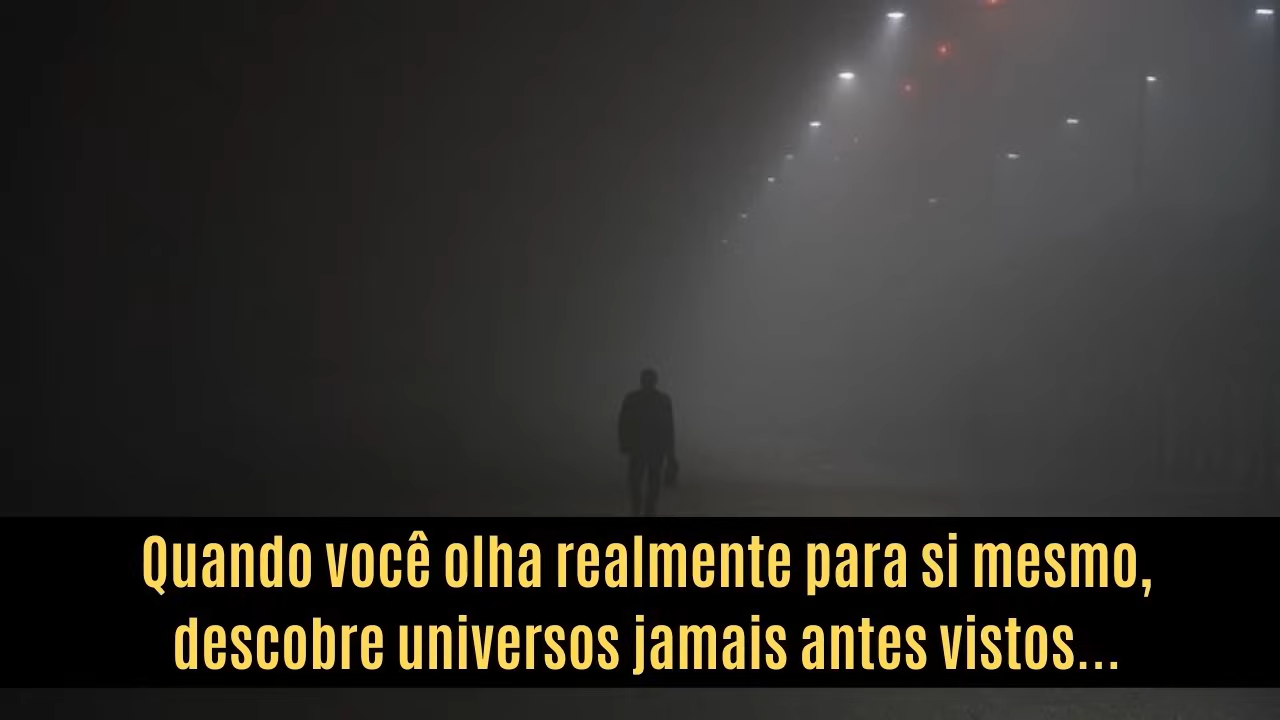 Quando você olha realmente para si mesmo,
descobre universos jamais antes vistos...